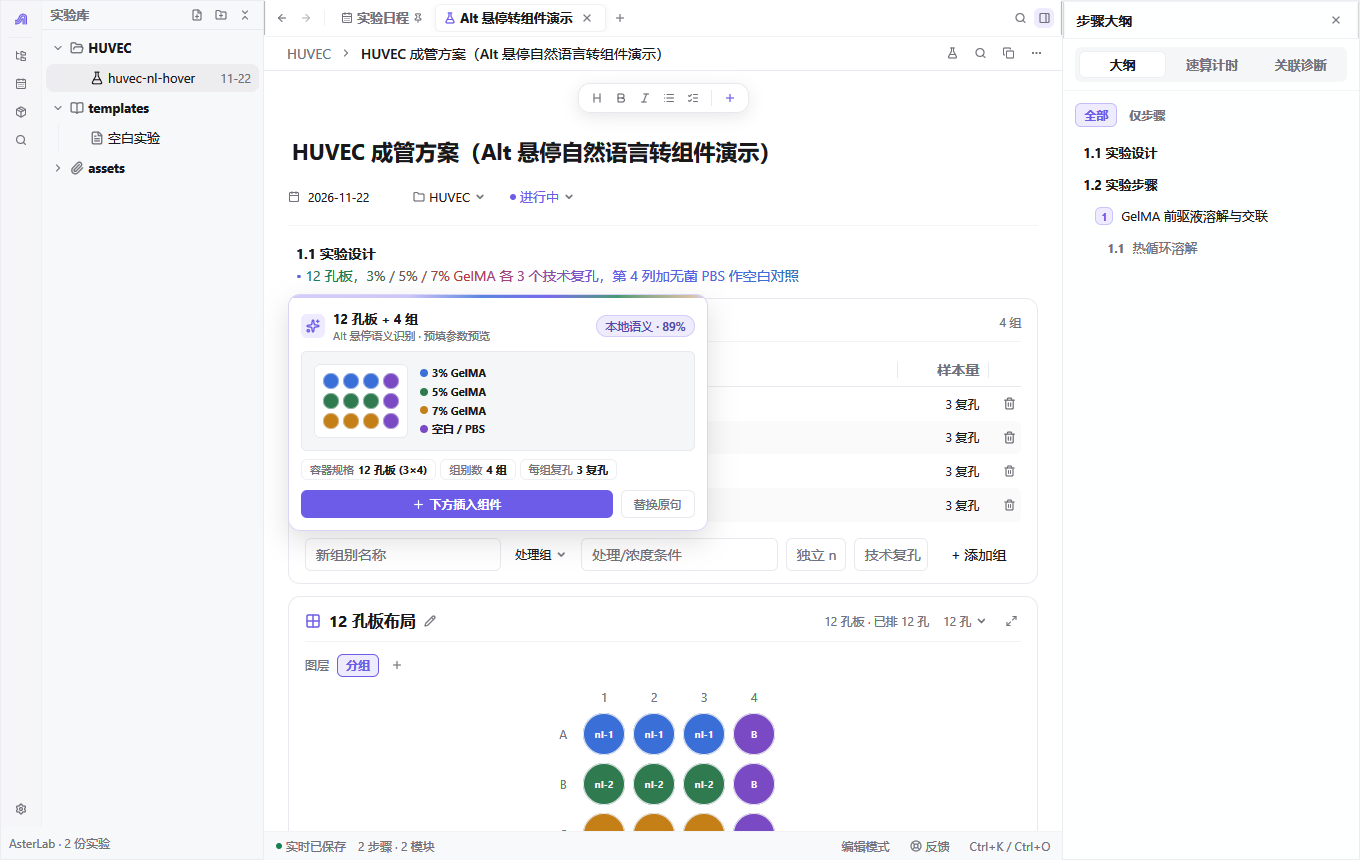 实验库
HUVEC
huvec-nl-hover 11-22
templates
空白实验
assets
AsterLab · 2 份实验
实验日程
Alt 悬停转组件演示
HUVEC
HUVEC 成管方案（Alt 悬停自然语言转组件演示）
HUVEC 成管方案（Alt 悬停自然语言转组件演示）
2026-11-22 HUVEC 进行中
1.1 实验设计
• 12 孔板，3% / 5% / 7% GelMA 各 3 个技术复孔，第 4 列加无菌 PBS 作空白对照
12 孔板 + 4 组
Alt 悬停语义识别 · 预填参数预览
本地语义 · 89%
3% GelMA
5% GelMA
7% GelMA
空白 / PBS
容器规格 12 孔板 (3×4) 组别数 4 组 每组复孔 3 复孔
+ 下方插入组件 替换原句
4 组
样本量
3 复孔
3 复孔
3 复孔
3 复孔
新组别名称 处理组 处理/浓度条件 独立 n 技术复孔 + 添加组
12 孔板布局
12 孔板 · 已排 12 孔 12 孔
图层 分组 +
1 2 3 4
A nl-1 nl-1 nl-1 B
B nl-2 nl-2 nl-2 B
实时已保存 2 步骤 · 2 模块
编辑模式 反馈 Ctrl+K / Ctrl+O
步骤大纲
大纲 速算计时 关联诊断
全部 仅步骤
1.1 实验设计
1.2 实验步骤
1 GelMA 前驱液溶解与交联
1.1 热循环溶解